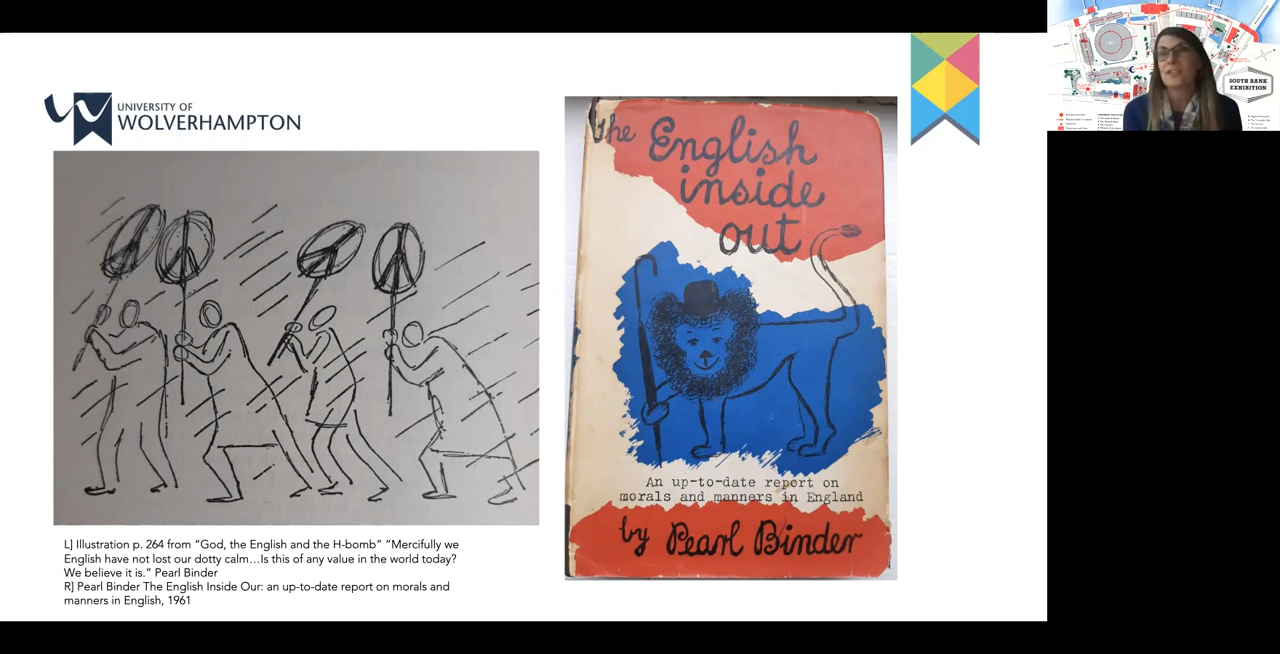 UNIVERSITY OF
WOLVERHAMPTON
the English
inside
out
An up-to-date report on
morals and manners in England
by Pearl Binder
L] Illustration p. 264 from “God, the English and the H-bomb” “Mercifully we
English have not lost our dotty calm…Is this of any value in the world today?
We believe it is.” Pearl Binder
R] Pearl Binder The English Inside Our: an up-to-date report on morals and
manners in English, 1961
SOUTH BANK
EXHIBITION